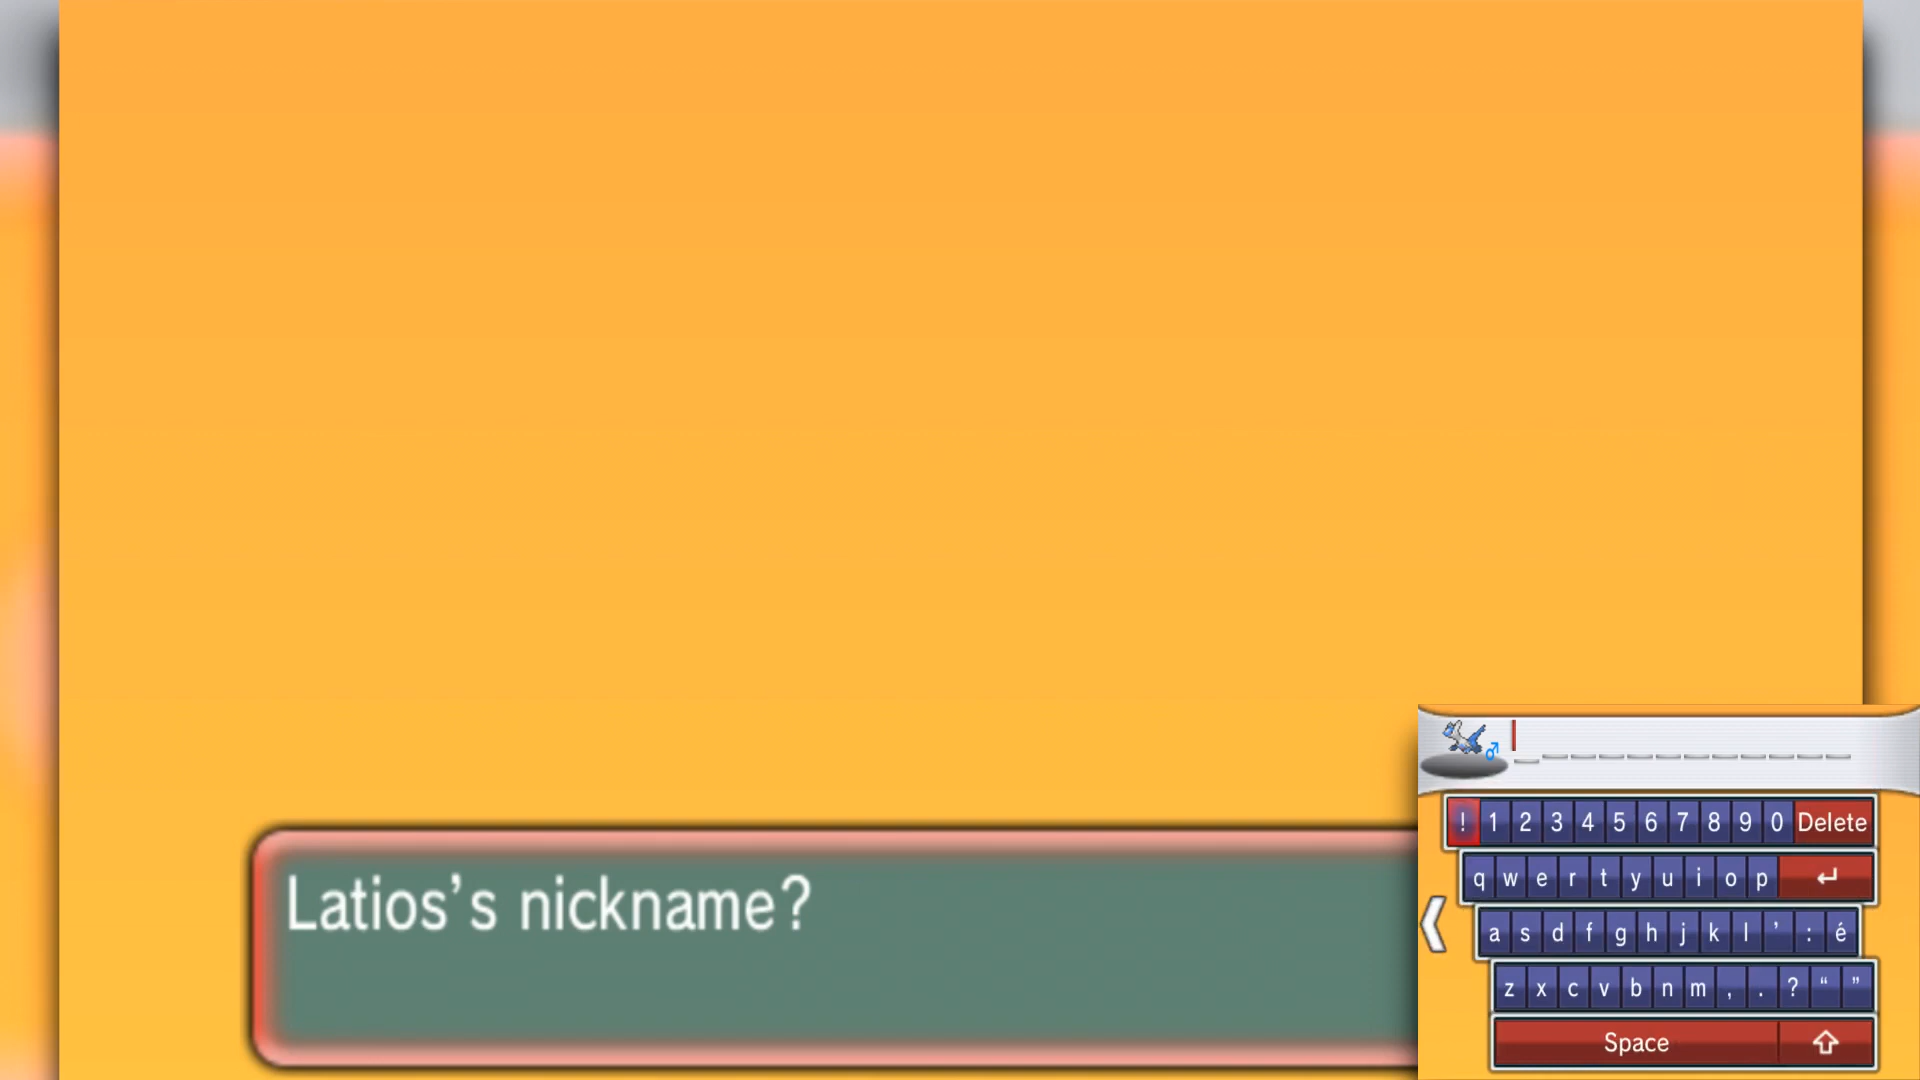 Latios’s nickname?
♂
! 1 2 3 4 5 6 7 8 9 0 Delete
q w e r t y u i o p ↵
a s d f g h j k l ’ : é
z x c v b n m , . ? “ ”
Space ⇧